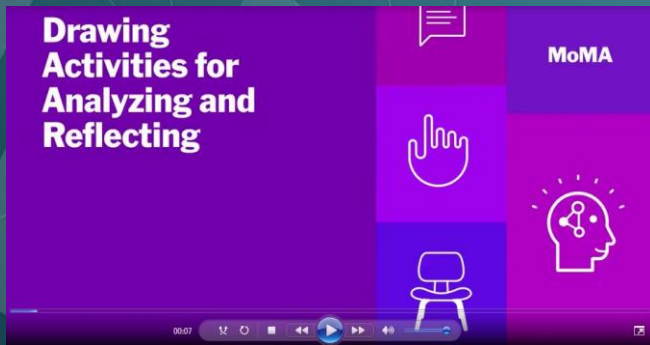 Drawing
Activities for
Analyzing and
Reflecting
MoMA
00:07